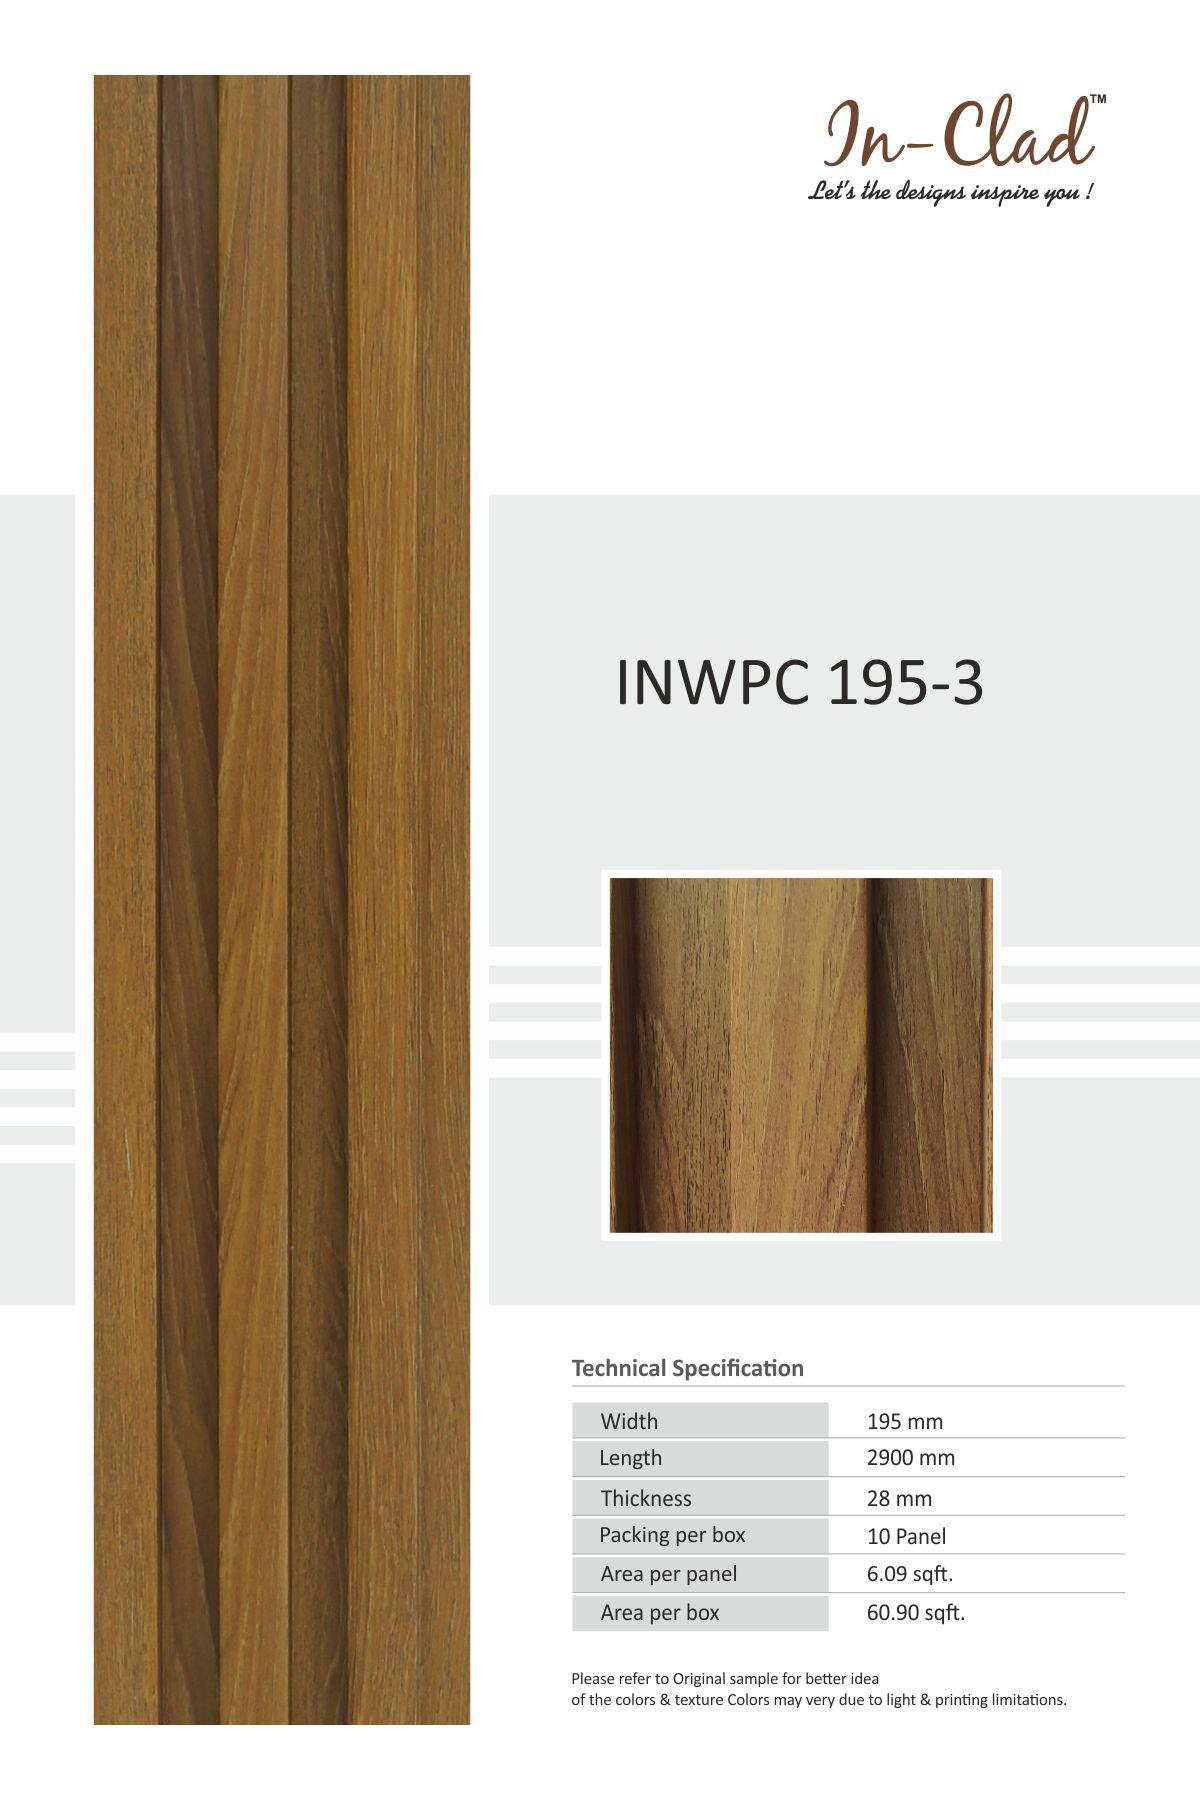 In-Clad™
Let's the designs inspire you !
INWPC 195-3
Technical Specification
Width 195 mm
Length 2900 mm
Thickness 28 mm
Packing per box 10 Panel
Area per panel 6.09 sqft.
Area per box 60.90 sqft.
Please refer to Original sample for better idea
of the colors & texture Colors may very due to light & printing limitations.